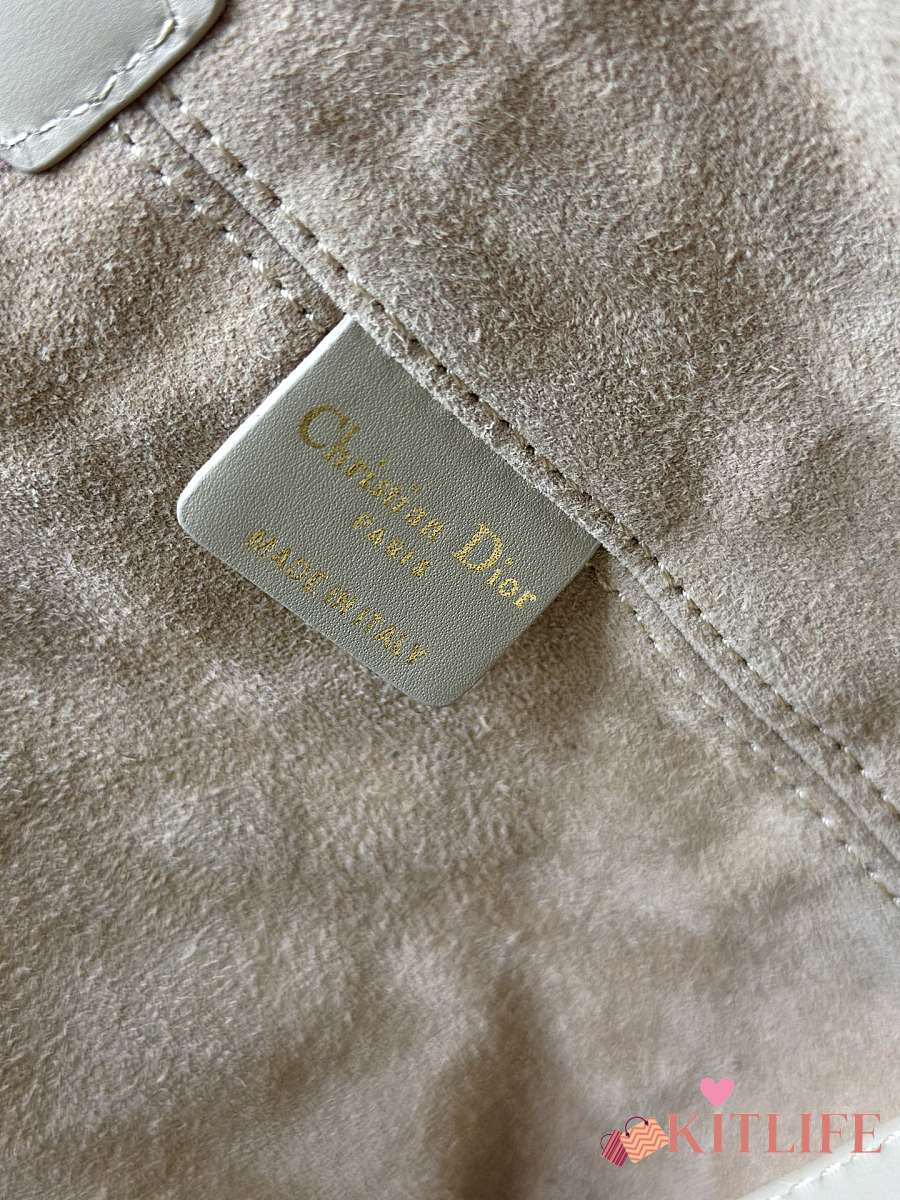 Christian Dior
PARIS
MADE IN ITALY
KITLIFE